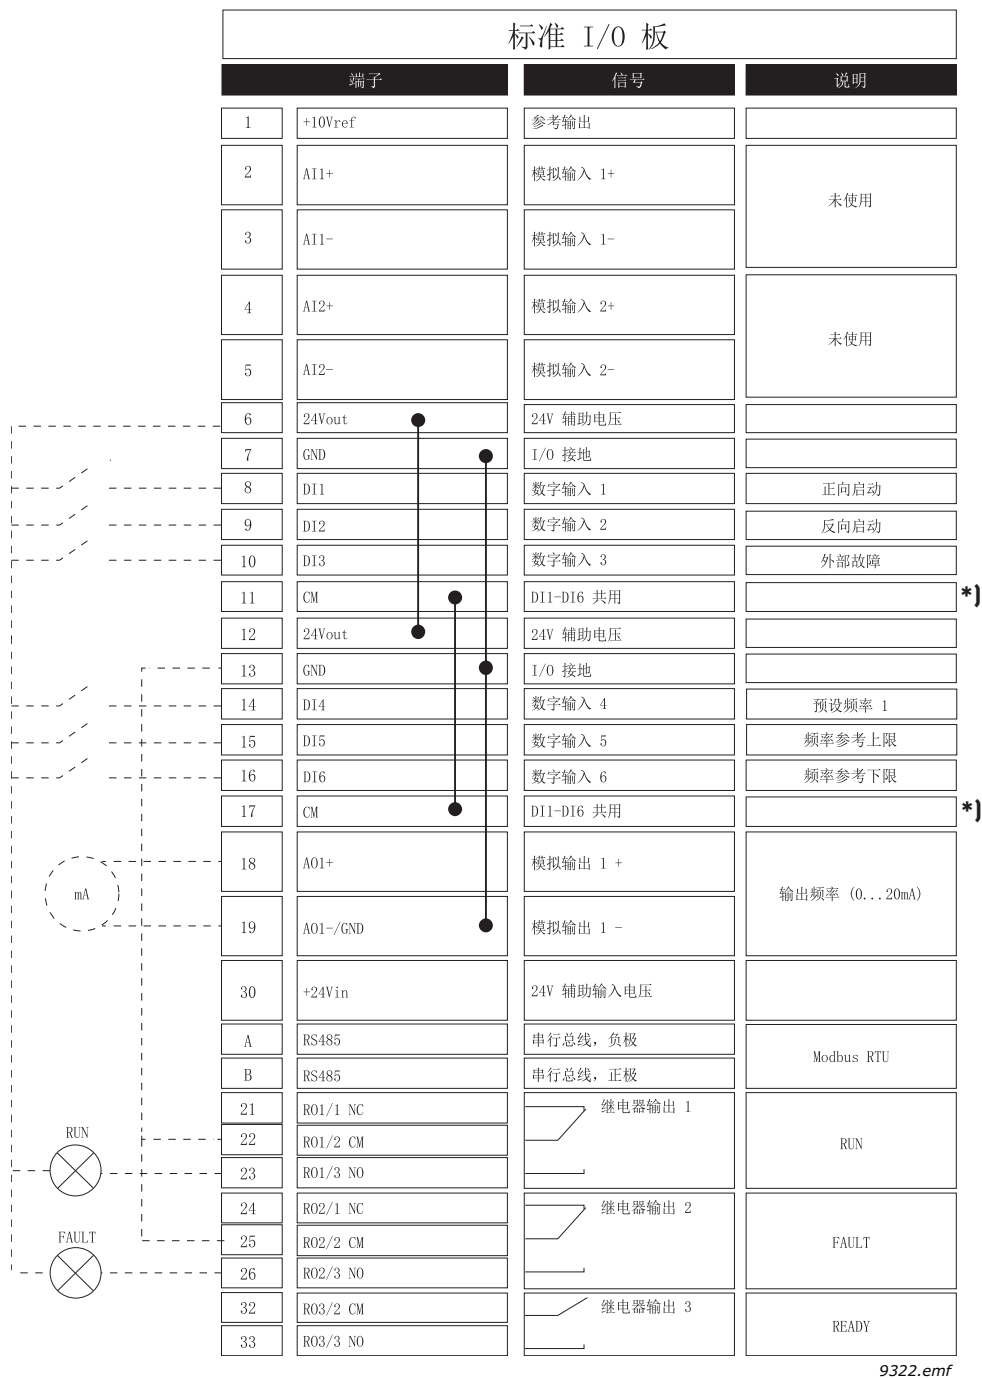 标准 I/O 板
端子 信号 说明
1 +10Vref 参考输出
2 AI1+ 模拟输入 1+
未使用
3 AI1- 模拟输入 1-
4 AI2+ 模拟输入 2+
未使用
5 AI2- 模拟输入 2-
6 24Vout 24V 辅助电压
7 GND I/O 接地
8 DI1 数字输入 1 正向启动
9 DI2 数字输入 2 反向启动
10 DI3 数字输入 3 外部故障
11 CM DI1-DI6 共用 *)
12 24Vout 24V 辅助电压
13 GND I/O 接地
14 DI4 数字输入 4 预设频率 1
15 DI5 数字输入 5 频率参考上限
16 DI6 数字输入 6 频率参考下限
17 CM DI1-DI6 共用 *)
18 AO1+ 模拟输出 1 +
mA 输出频率 (0...20mA)
19 AO1-/GND 模拟输出 1 -
30 +24Vin 24V 辅助输入电压
A RS485 串行总线, 负极
Modbus RTU
B RS485 串行总线, 正极
21 RO1/1 NC 继电器输出 1
RUN
22 RO1/2 CM RUN
23 RO1/3 NO
24 RO2/1 NC 继电器输出 2
FAULT
25 RO2/2 CM FAULT
26 RO2/3 NO
32 RO3/2 CM 继电器输出 3
READY
33 RO3/3 NO
9322.emf